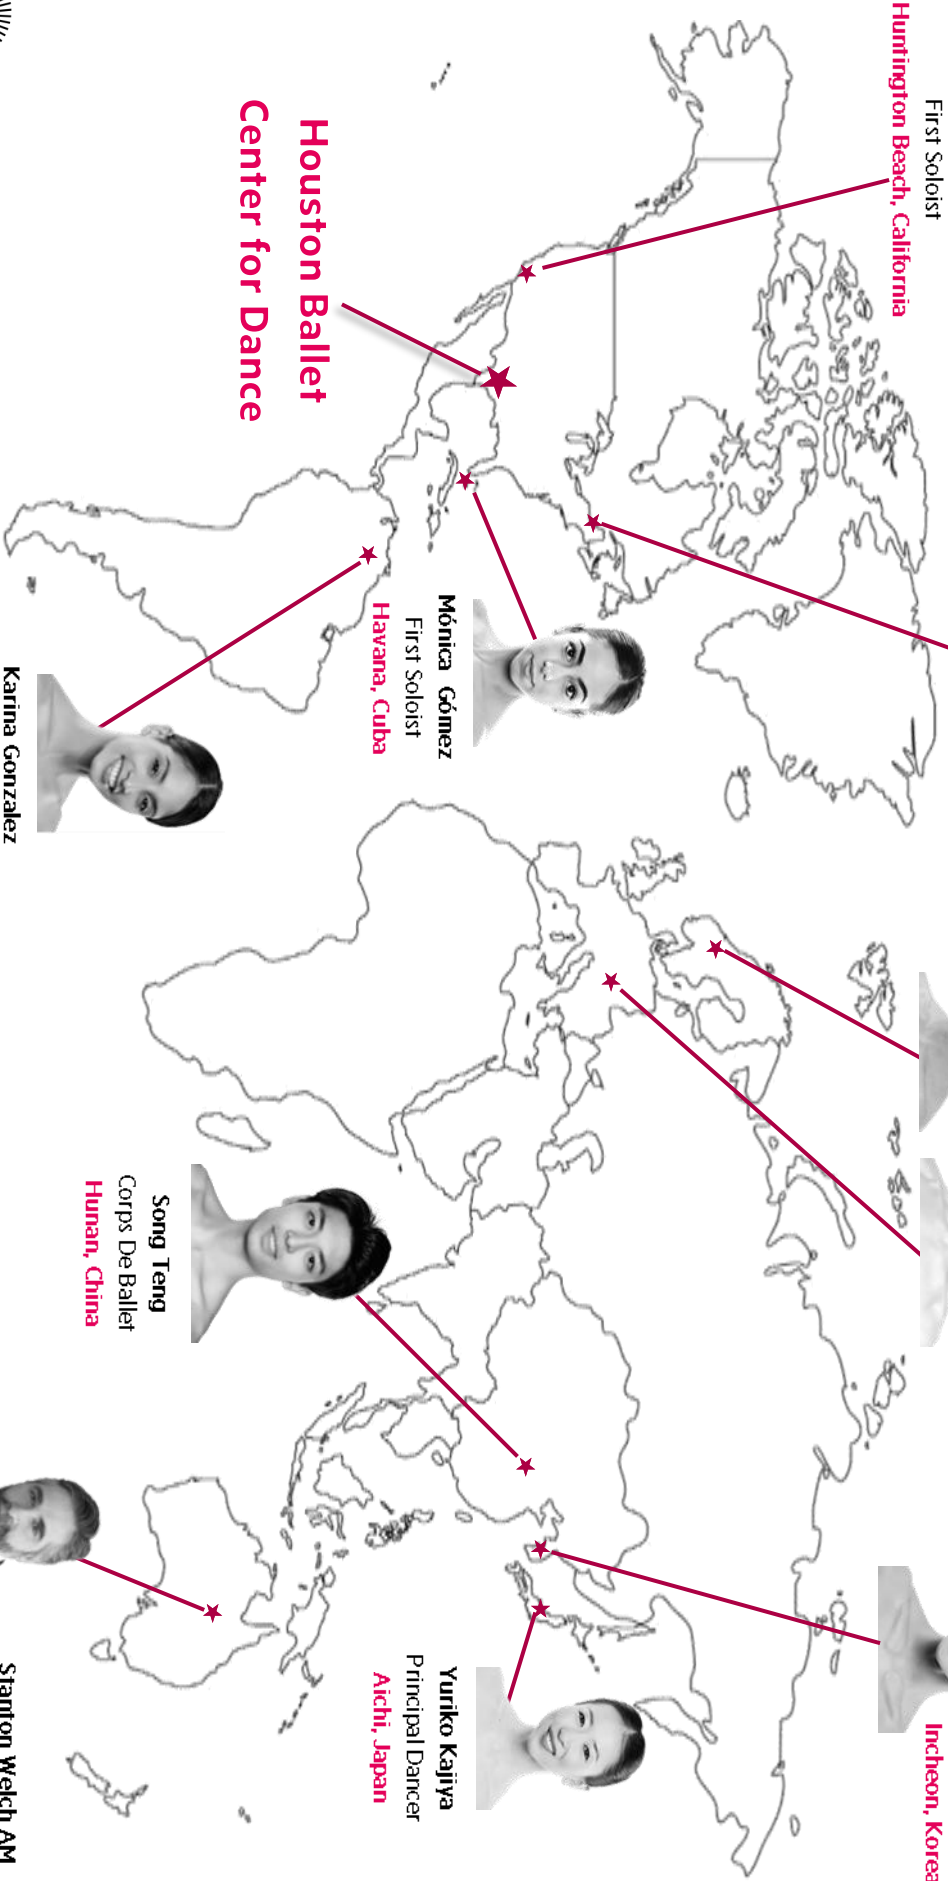 First Soloist
Huntington Beach, California
Houston Ballet
Center for Dance
Mónica Gómez
First Soloist
Havana, Cuba
Karina Gonzalez
Song Teng
Corps De Ballet
Hunan, China
Incheon, Korea
Yuriko Kajiya
Principal Dancer
Aichi, Japan
Stanton Welch AM